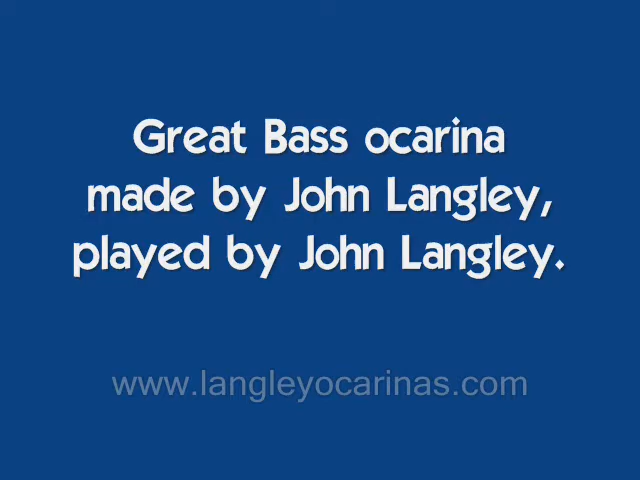 Great Bass ocarina
made by John Langley,
played by John Langley.
www.langleyocarinas.com